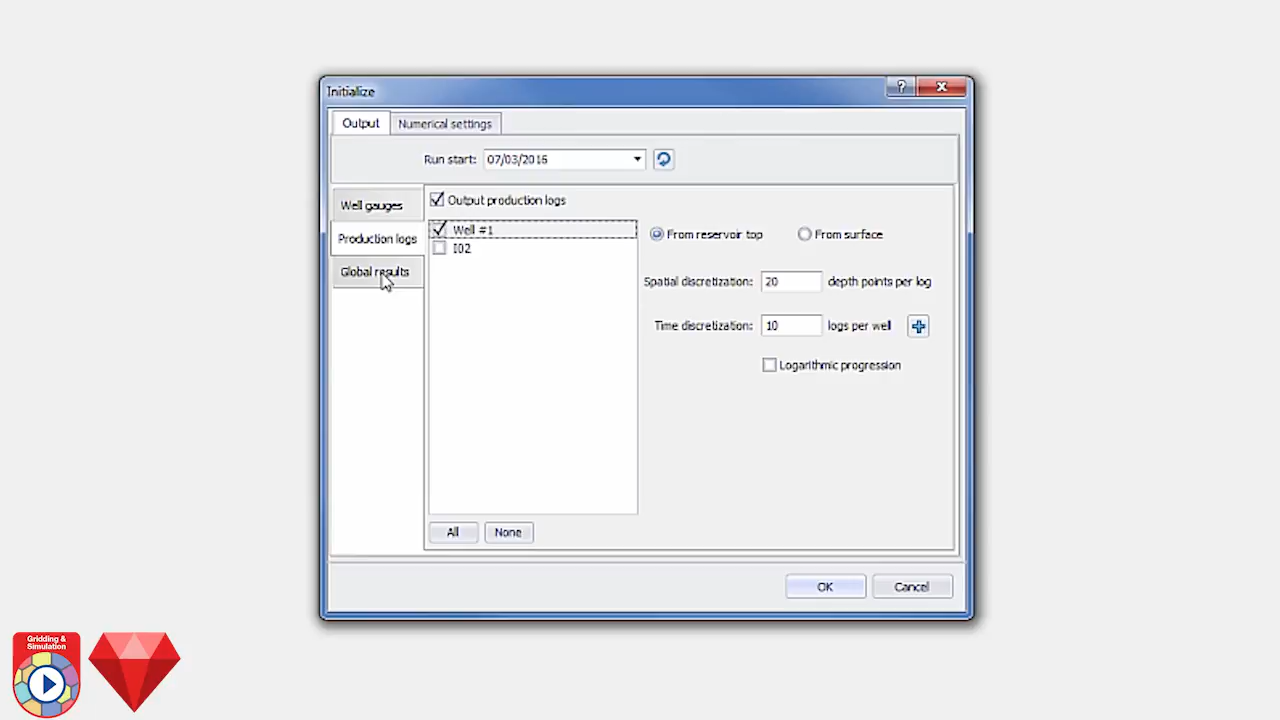 Initialize
?
Output
Numerical settings
Run start: 07/03/2016
Well gauges
Production logs
Global results
Output production logs
Well #1
I02
From reservoir top
From surface
Spatial discretization: 20 depth points per log
Time discretization: 10 logs per well
Logarithmic progression
All
None
OK
Cancel
Gridding &
Simulation